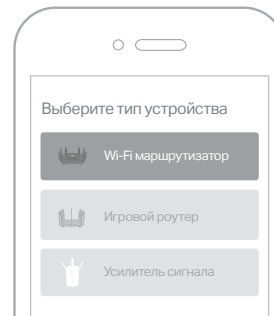 Выберите тип устройства
Wi-Fi маршрутизатор
Игровой роутер
Усилитель сигнала